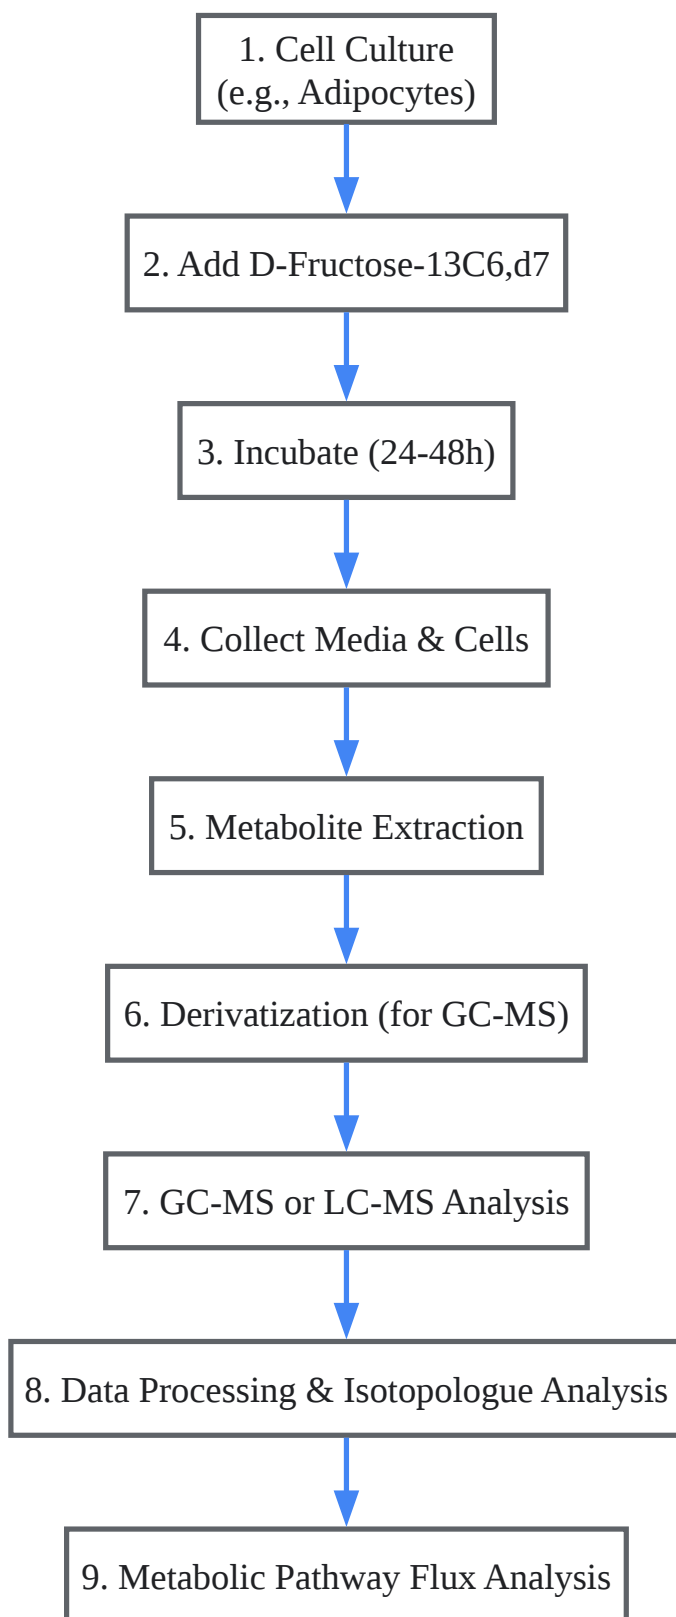 1. Cell Culture
(e.g., Adipocytes)
2. Add D-Fructose-13C6,d7
3. Incubate (24-48h)
4. Collect Media & Cells
5. Metabolite Extraction
6. Derivatization (for GC-MS)
7. GC-MS or LC-MS Analysis
8. Data Processing & Isotopologue Analysis
9. Metabolic Pathway Flux Analysis